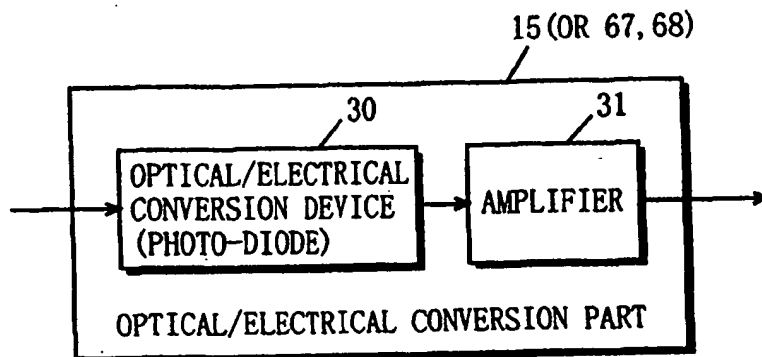 15(OR 67,68)
30
31
OPTICAL/ELECTRICAL
CONVERSION DEVICE
(PHOTO-DIODE)
AMPLIFIER
OPTICAL/ELECTRICAL CONVERSION PART